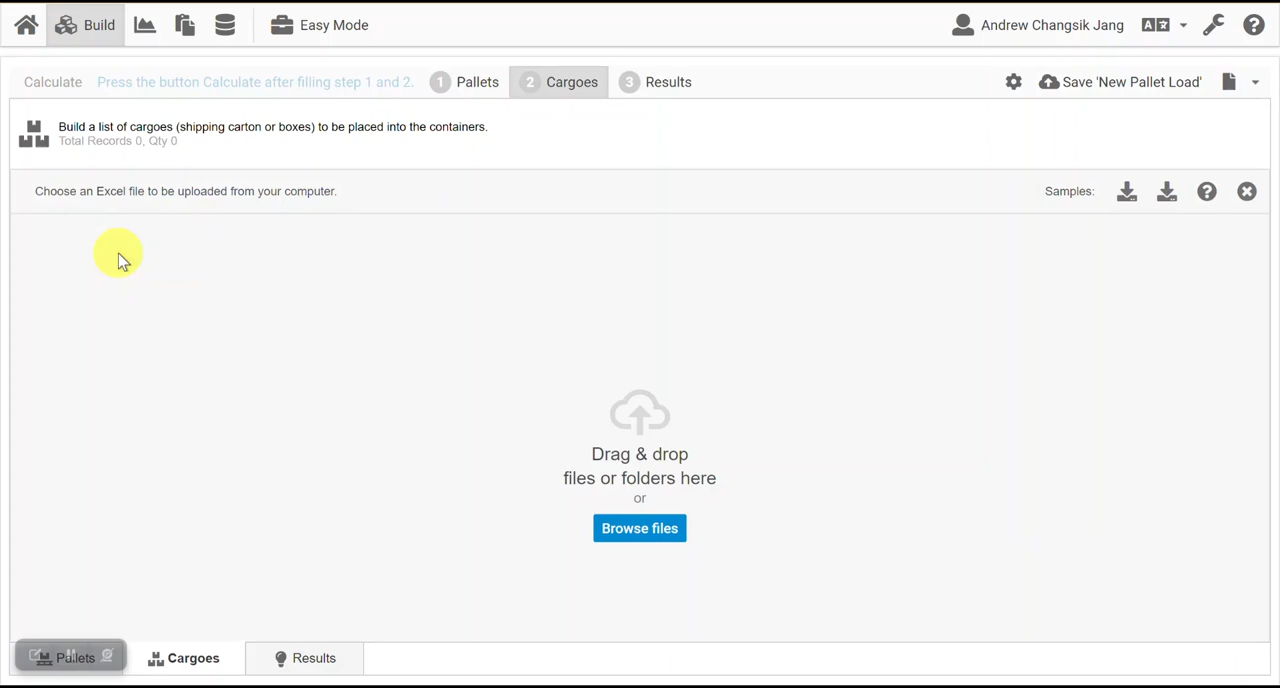 Build
Easy Mode
Andrew Changsik Jang
Calculate Press the button Calculate after filling step 1 and 2. 1 Pallets 2 Cargoes 3 Results Save 'New Pallet Load'
Build a list of cargoes (shipping carton or boxes) to be placed into the containers.
Total Records 0, Qty 0
Choose an Excel file to be uploaded from your computer.
Samples:
Drag & drop
files or folders here
or
Browse files
Pallets Cargoes Results